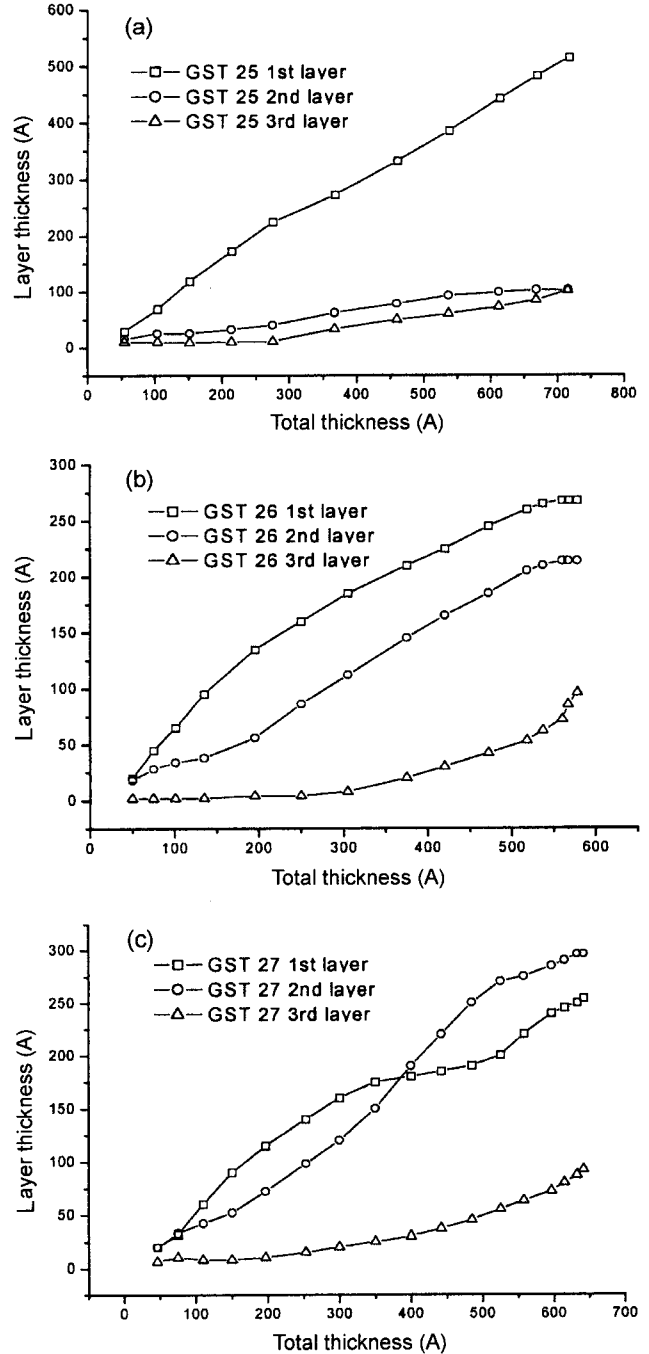 (a)
GST 25 1st layer
GST 25 2nd layer
GST 25 3rd layer
Layer thickness (A)
600
500
400
300
200
100
0
0 100 200 300 400 500 600 700 800
Total thickness (A)
(b)
GST 26 1st layer
GST 26 2nd layer
GST 26 3rd layer
Layer thickness (A)
300
250
200
150
100
50
0
0 100 200 300 400 500 600
Total thickness (A)
(c)
GST 27 1st layer
GST 27 2nd layer
GST 27 3rd layer
Layer thickness (A)
300
250
200
150
100
50
0
0 100 200 300 400 500 600 700
Total thickness (A)